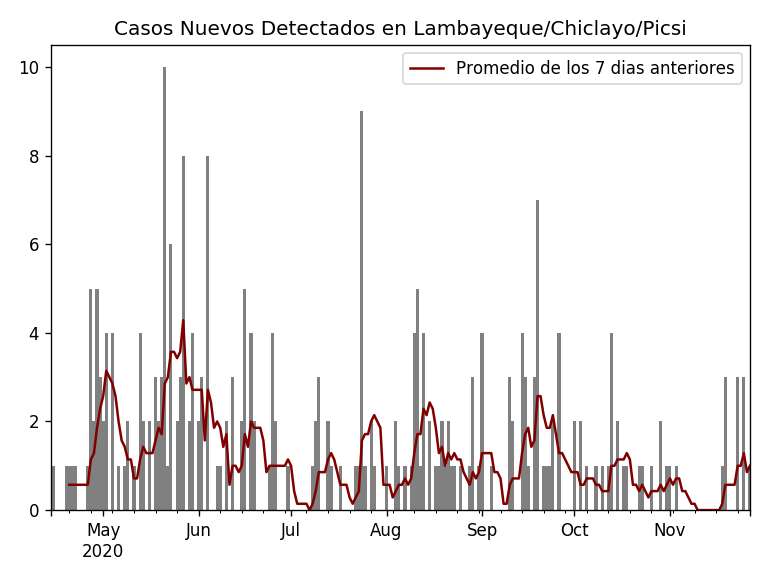 Casos Nuevos Detectados en Lambayeque/Chiclayo/Picsi
Promedio de los 7 dias anteriores
10
8
6
4
2
0
May Jun Jul Aug Sep Oct Nov
2020